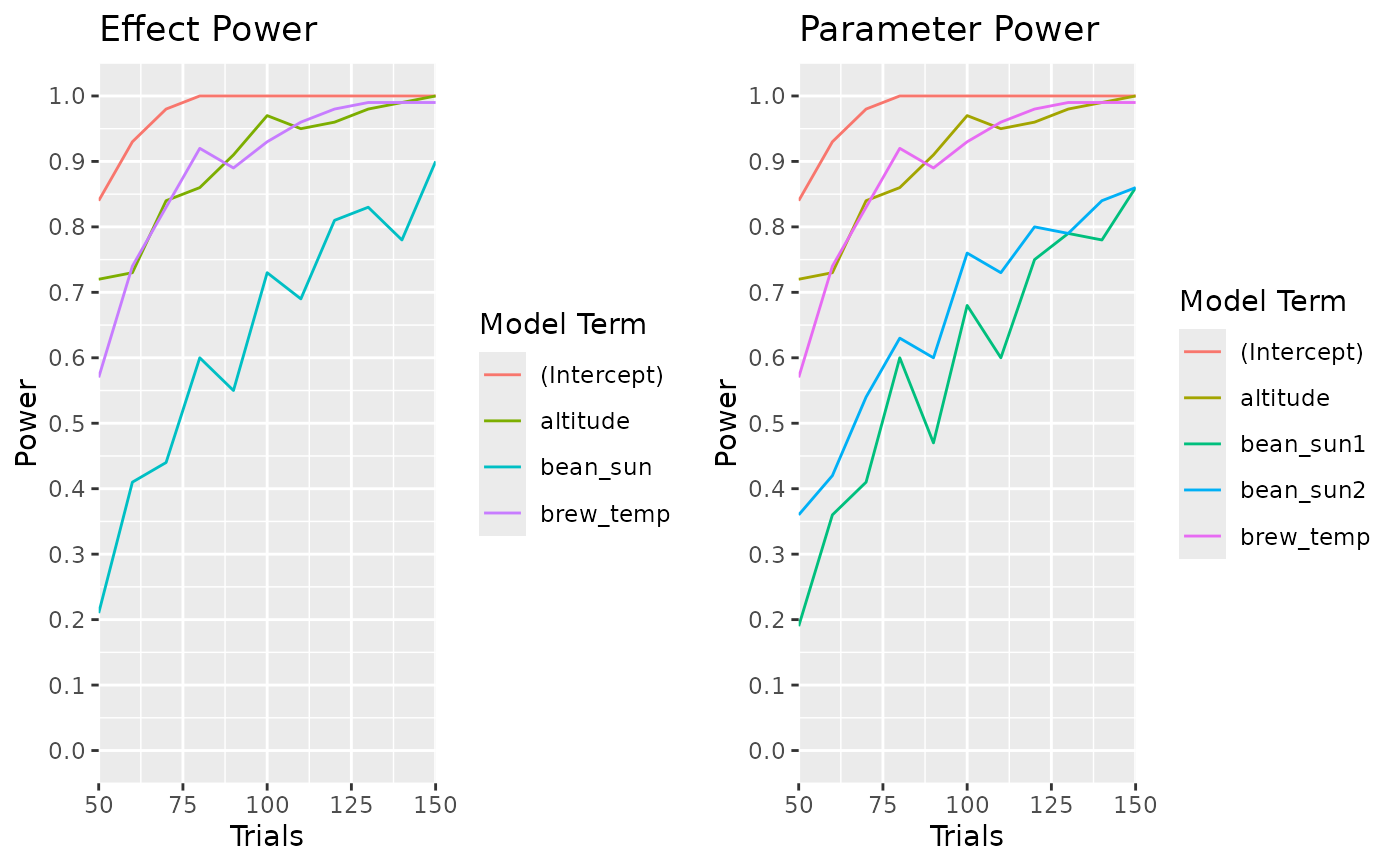 Effect Power
Power
1.0
0.9
0.8
0.7
0.6
0.5
0.4
0.3
0.2
0.1
0.0
50 75 100 125 150
Trials
Model Term
(Intercept)
altitude
bean_sun
brew_temp
Parameter Power
Power
1.0
0.9
0.8
0.7
0.6
0.5
0.4
0.3
0.2
0.1
0.0
50 75 100 125 150
Trials
Model Term
(Intercept)
altitude
bean_sun1
bean_sun2
brew_temp